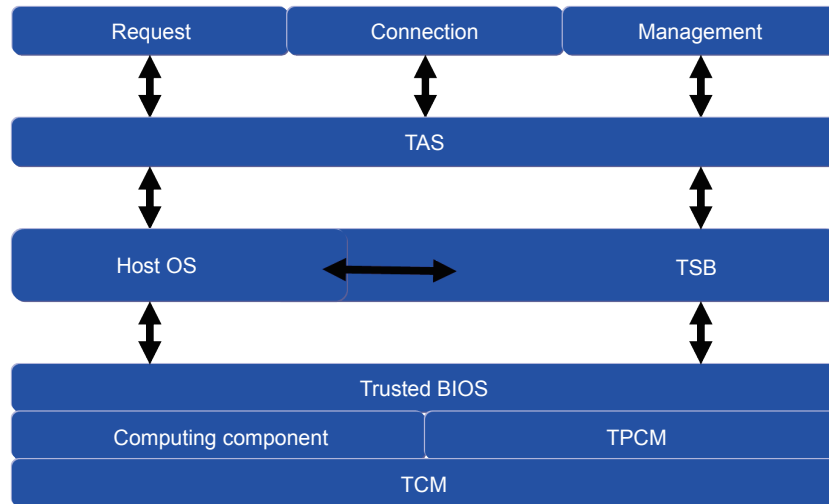 Request
Connection
Management
TAS
Host OS
TSB
Trusted BIOS
Computing component
TPCM
TCM